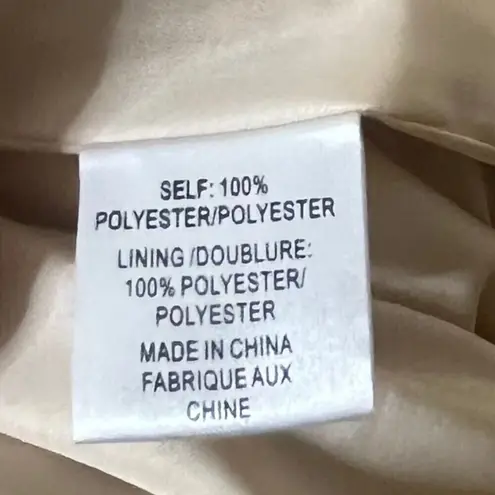 SELF: 100%
POLYESTER/POLYESTER
LINING/DOUBLURE:
100% POLYESTER/
POLYESTER
MADE IN CHINA
FABRIQUE AUX
CHINE